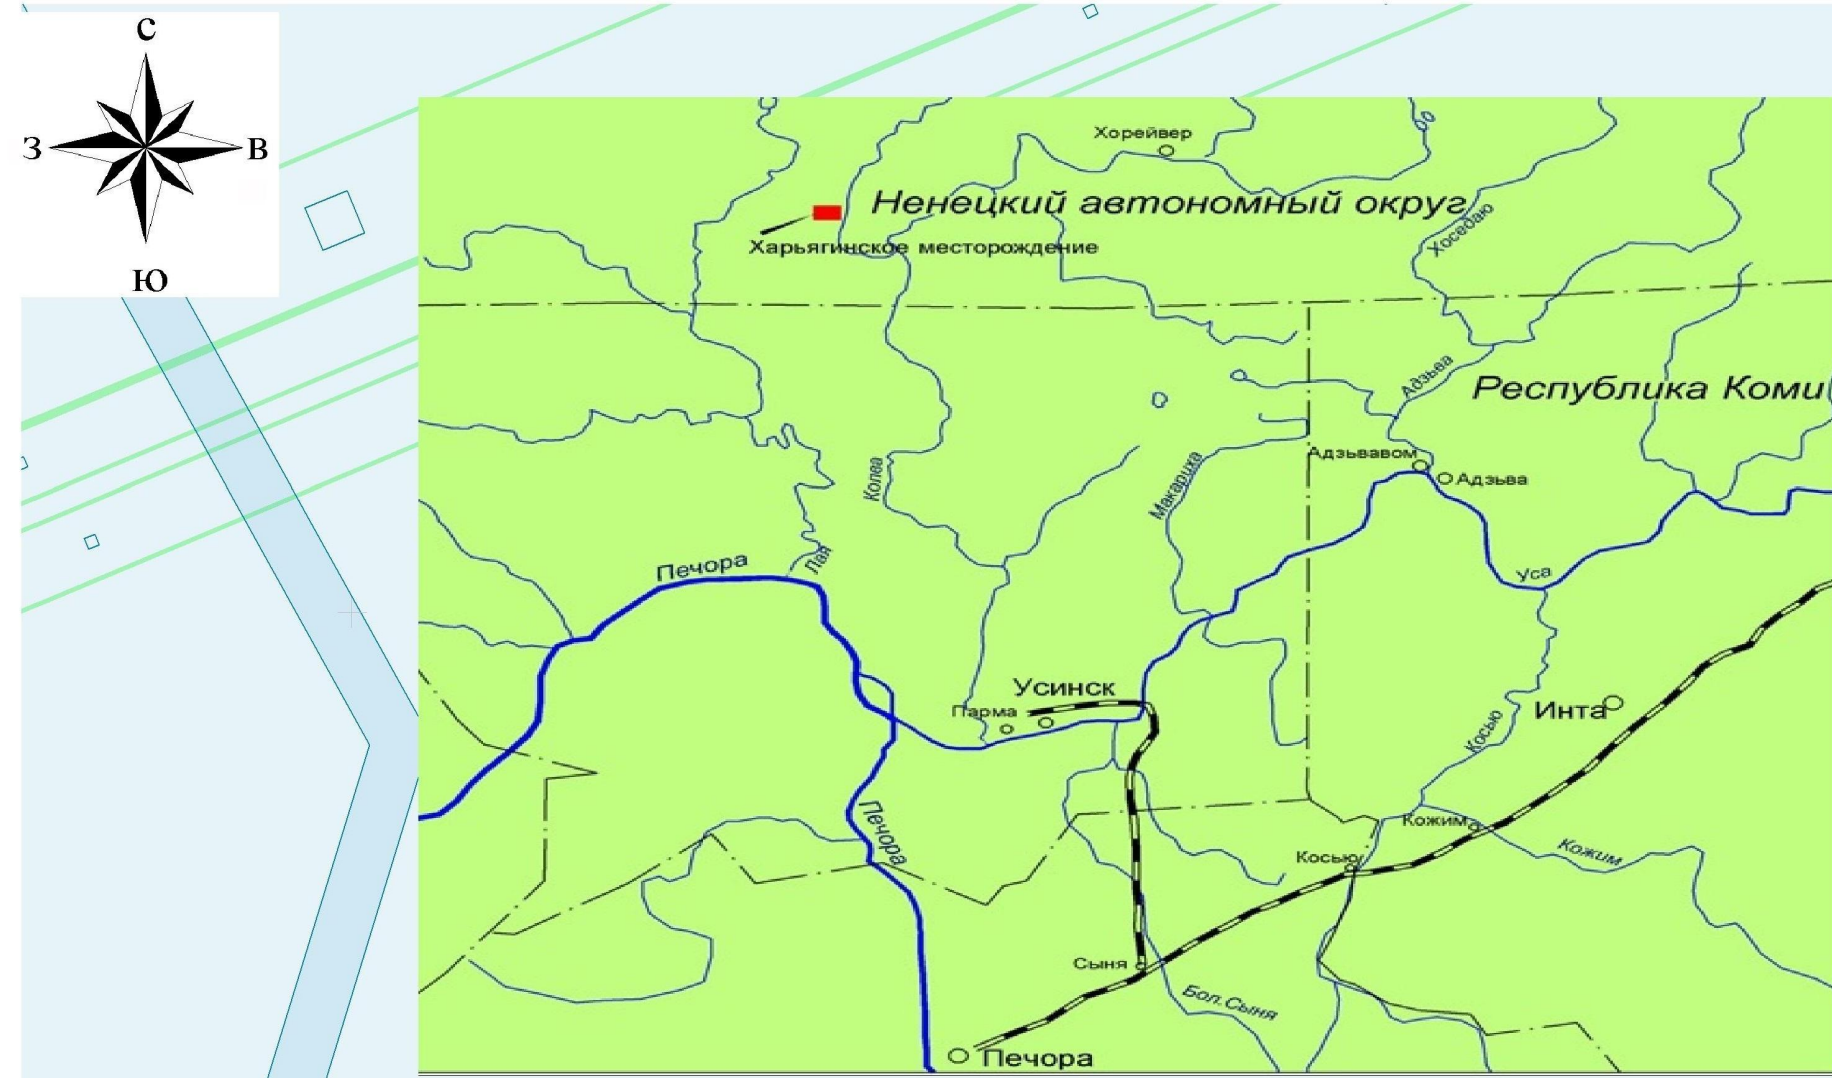 С
З
В
Ю
Хорейвер
Ненецкий автономный округ
Хоседаю
Харьягинское месторождение
Адзьва
Республика Коми
Адзьвавом
Адзьва
Колва
Макариха
Печора
Лая
Уса
Усинск
Парма
Инта
Косью
Печора
Кожим
Косью
Кожим
Сыня
Бол.Сыня
Печора